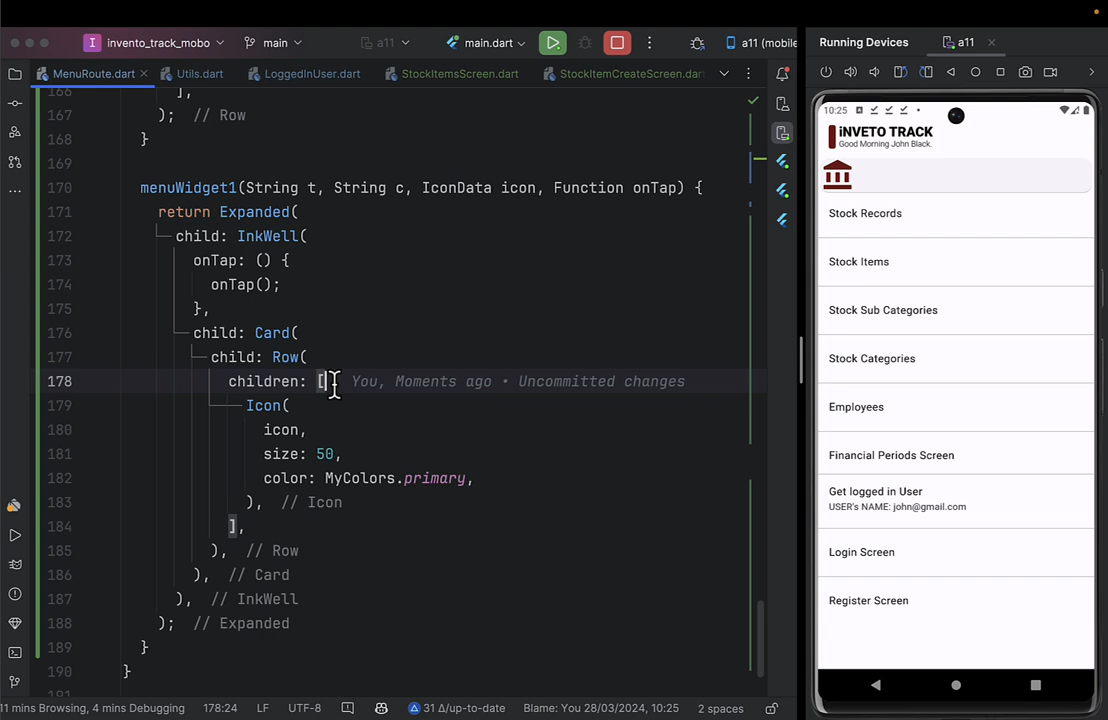 invento_track_mobo
main
a11
main.dart
a11 (mobile
Running Devices
a11
MenuRoute.dart
Utils.dart
LoggedInUser.dart
StockItemsScreen.dart
StockItemCreateScreen.dart
166 ],
167 ); // Row
168 }
169
170 menuWidget1(String t, String c, IconData icon, Function onTap) {
171 return Expanded(
172 child: InkWell(
173 onTap: () {
174 onTap();
175 },
176 child: Card(
177 child: Row(
178 children: [ You, Moments ago • Uncommitted changes
179 Icon(
180 icon,
181 size: 50,
182 color: MyColors.primary,
183 ), // Icon
184 ],
185 ), // Row
186 ), // Card
187 ), // InkWell
188 ); // Expanded
189 }
190 }
191
11 mins Browsing, 4 mins Debugging
178:24
LF
UTF-8
31 Δ/up-to-date
Blame: You 28/03/2024, 10:25
2 spaces
10:25
iNVETO TRACK
Good Morning John Black.
Stock Records
Stock Items
Stock Sub Categories
Stock Categories
Employees
Financial Periods Screen
Get logged in User
USER's NAME: john@gmail.com
Login Screen
Register Screen